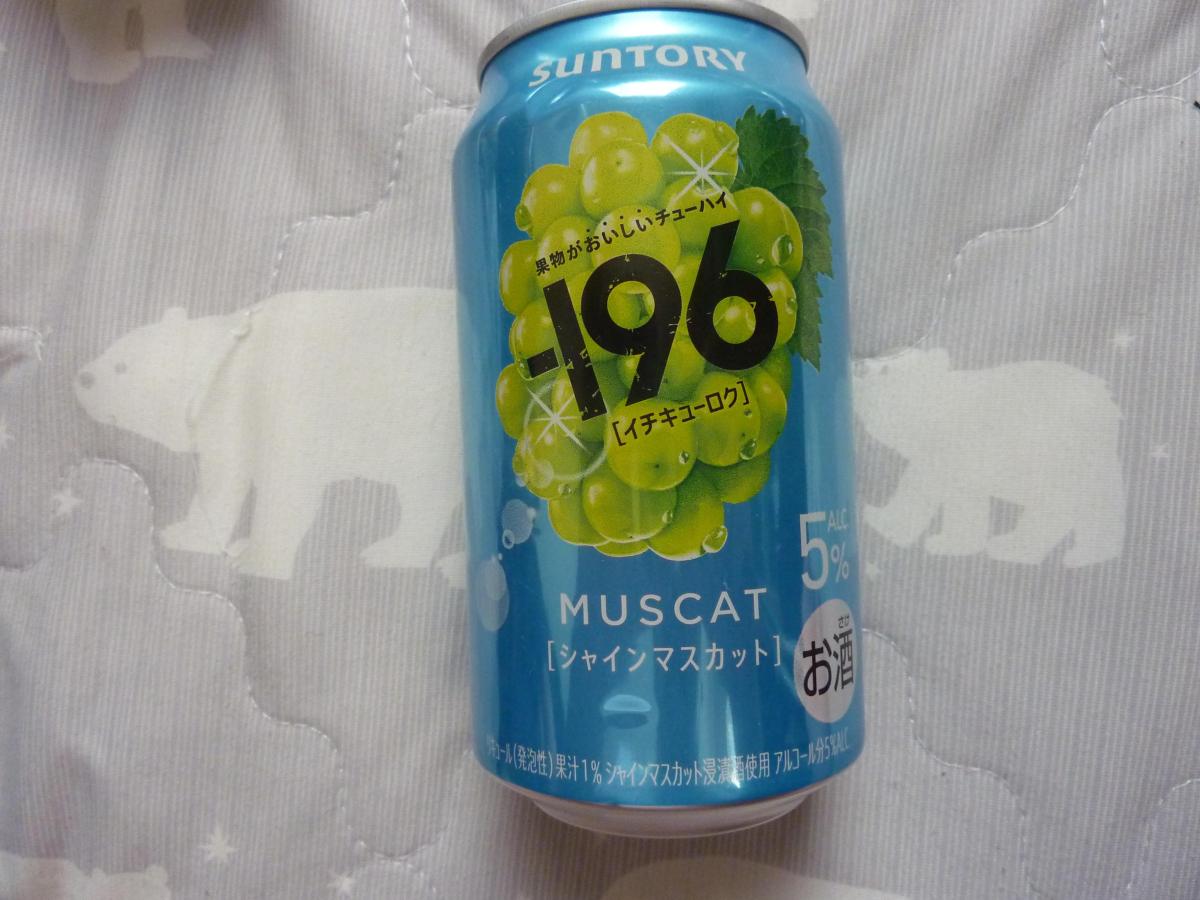 SUNTORY
果物がおいしいチューハイ
-196
[イチキューロク]
ALC.
5%
MUSCAT
[シャインマスカット]
さけ
お酒
リキュール(発泡性)果汁1% シャインマスカット浸漬酒使用 アルコール分5%ALC.